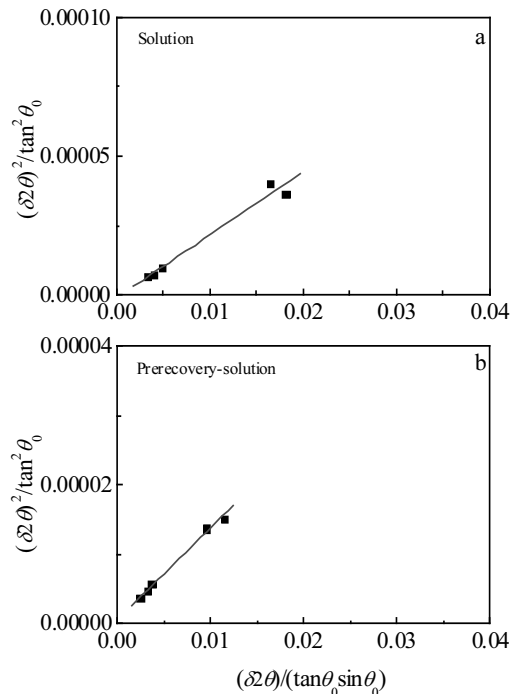 0.00010
Solution
a
(δ2θ)²/tan²θ₀
0.00005
0.00000
0.00 0.01 0.02 0.03 0.04
0.00004
Prerecovery-solution
b
(δ2θ)²/tan²θ₀
0.00002
0.00000
0.00 0.01 0.02 0.03 0.04
(δ2θ)/(tanθ₀sinθ₀)